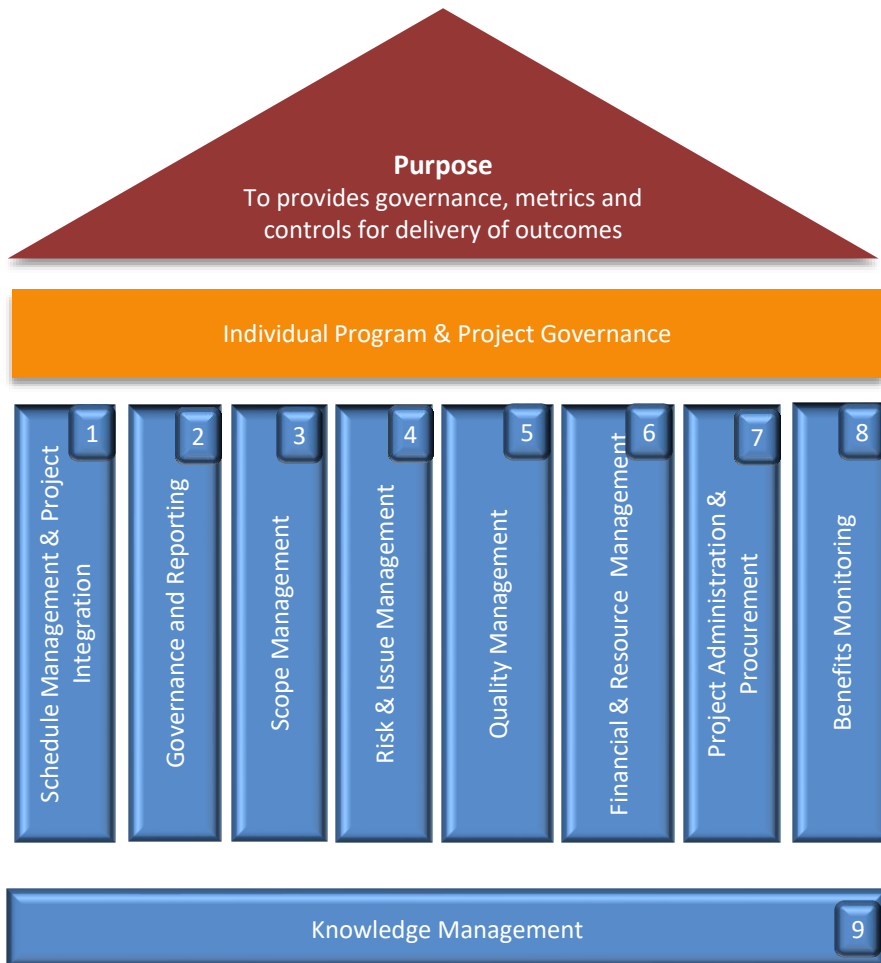 Purpose
To provides governance, metrics and
controls for delivery of outcomes
Individual Program & Project Governance
1
Schedule Management & Project
Integration
2
Governance and Reporting
3
Scope Management
4
Risk & Issue Management
5
Quality Management
6
Financial & Resource Management
7
Project Administration &
Procurement
8
Benefits Monitoring
Knowledge Management
9